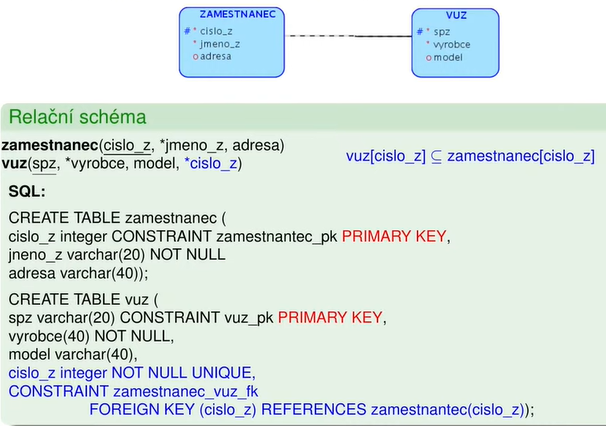 ZAMESTNANEC
# * cislo_z
* jmeno_z
o adresa
VUZ
# * spz
* vyrobce
o model
Relační schéma
zamestnanec(cislo_z, *jmeno_z, adresa)
vuz(spz, *vyrobce, model, *cislo_z)
vuz[cislo_z] ⊆ zamestnanec[cislo_z]
SQL:
CREATE TABLE zamestnanec (
cislo_z integer CONSTRAINT zamestnantec_pk PRIMARY KEY,
jneno_z varchar(20) NOT NULL
adresa varchar(40));
CREATE TABLE vuz (
spz varchar(20) CONSTRAINT vuz_pk PRIMARY KEY,
vyrobce(40) NOT NULL,
model varchar(40),
cislo_z integer NOT NULL UNIQUE,
CONSTRAINT zamestnanec_vuz_fk
FOREIGN KEY (cislo_z) REFERENCES zamestnantec(cislo_z));